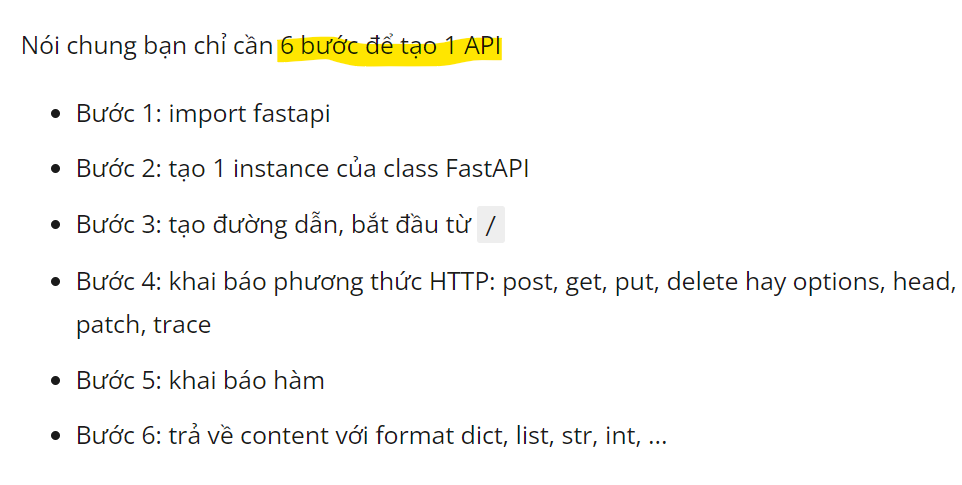 Nói chung bạn chỉ cần 6 bước để tạo 1 API
• Bước 1: import fastapi
• Bước 2: tạo 1 instance của class FastAPI
• Bước 3: tạo đường dẫn, bắt đầu từ /
• Bước 4: khai báo phương thức HTTP: post, get, put, delete hay options, head,
patch, trace
• Bước 5: khai báo hàm
• Bước 6: trả về content với format dict, list, str, int, ...